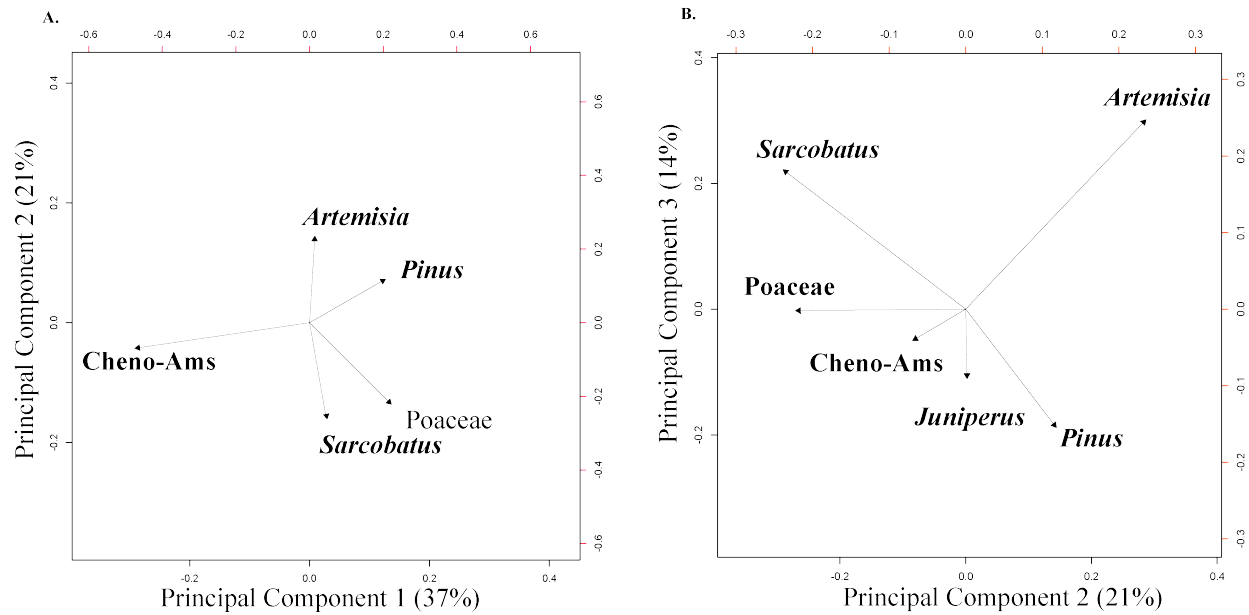 A.
-0.6 -0.4 -0.2 0.0 0.2 0.4 0.6
0.4
0.2
0.0
-0.2
Principal Component 2 (21%)
Artemisia
Pinus
Cheno-Ams
Poaceae
Sarcobatus
0.6
0.4
0.2
0.0
-0.2
-0.4
-0.6
-0.2 0.0 0.2 0.4
Principal Component 1 (37%)
B.
-0.3 -0.2 -0.1 0.0 0.1 0.2 0.3
0.4
0.2
0.0
-0.2
Principal Component 3 (14%)
Artemisia
Sarcobatus
Poaceae
Cheno-Ams
Juniperus
Pinus
0.3
0.2
0.1
0.0
-0.1
-0.2
-0.3
-0.2 0.0 0.2 0.4
Principal Component 2 (21%)